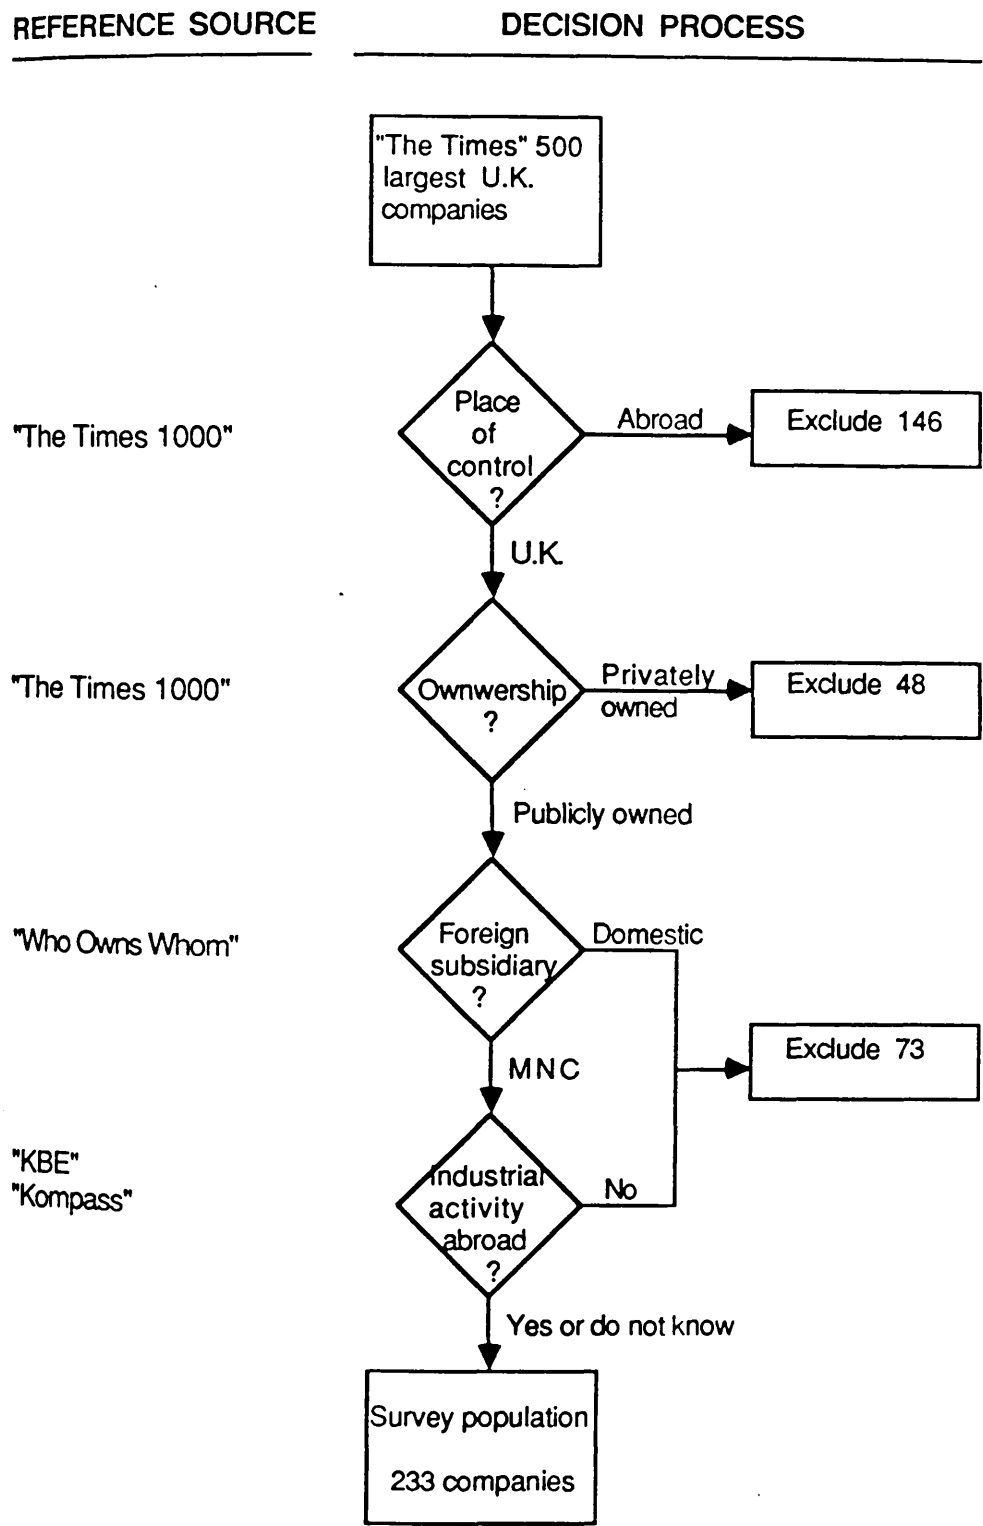 REFERENCE SOURCE
DECISION PROCESS
"The Times" 500
largest U.K.
companies
"The Times 1000"
Place
of
control
?
Abroad
Exclude 146
U.K.
"The Times 1000"
Ownwership
?
Privately
owned
Exclude 48
Publicly owned
"Who Owns Whom"
Foreign
subsidiary
?
Domestic
Exclude 73
MNC
"KBE"
"Kompass"
Industrial
activity
abroad
?
No
Yes or do not know
Survey population
233 companies